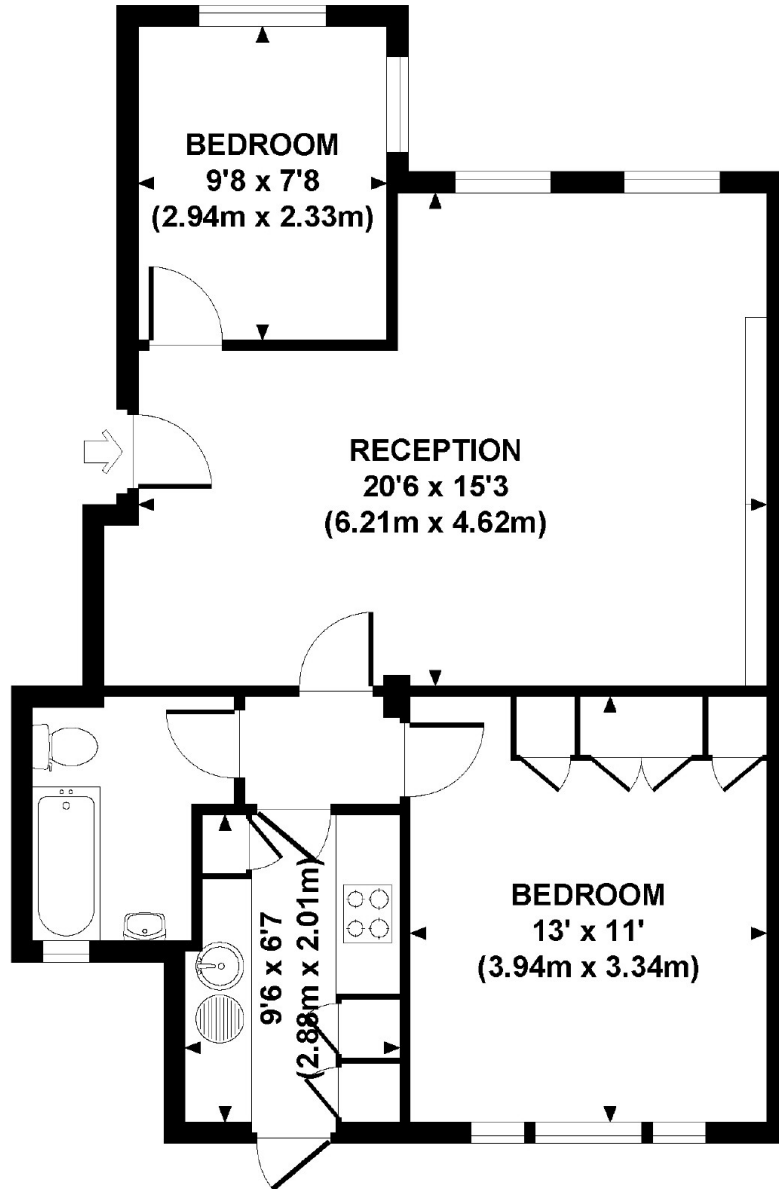 BEDROOM
9'8 x 7'8
(2.94m x 2.33m)
RECEPTION
20'6 x 15'3
(6.21m x 4.62m)
9'6 x 6'7
(2.88m x 2.01m)
BEDROOM
13' x 11'
(3.94m x 3.34m)